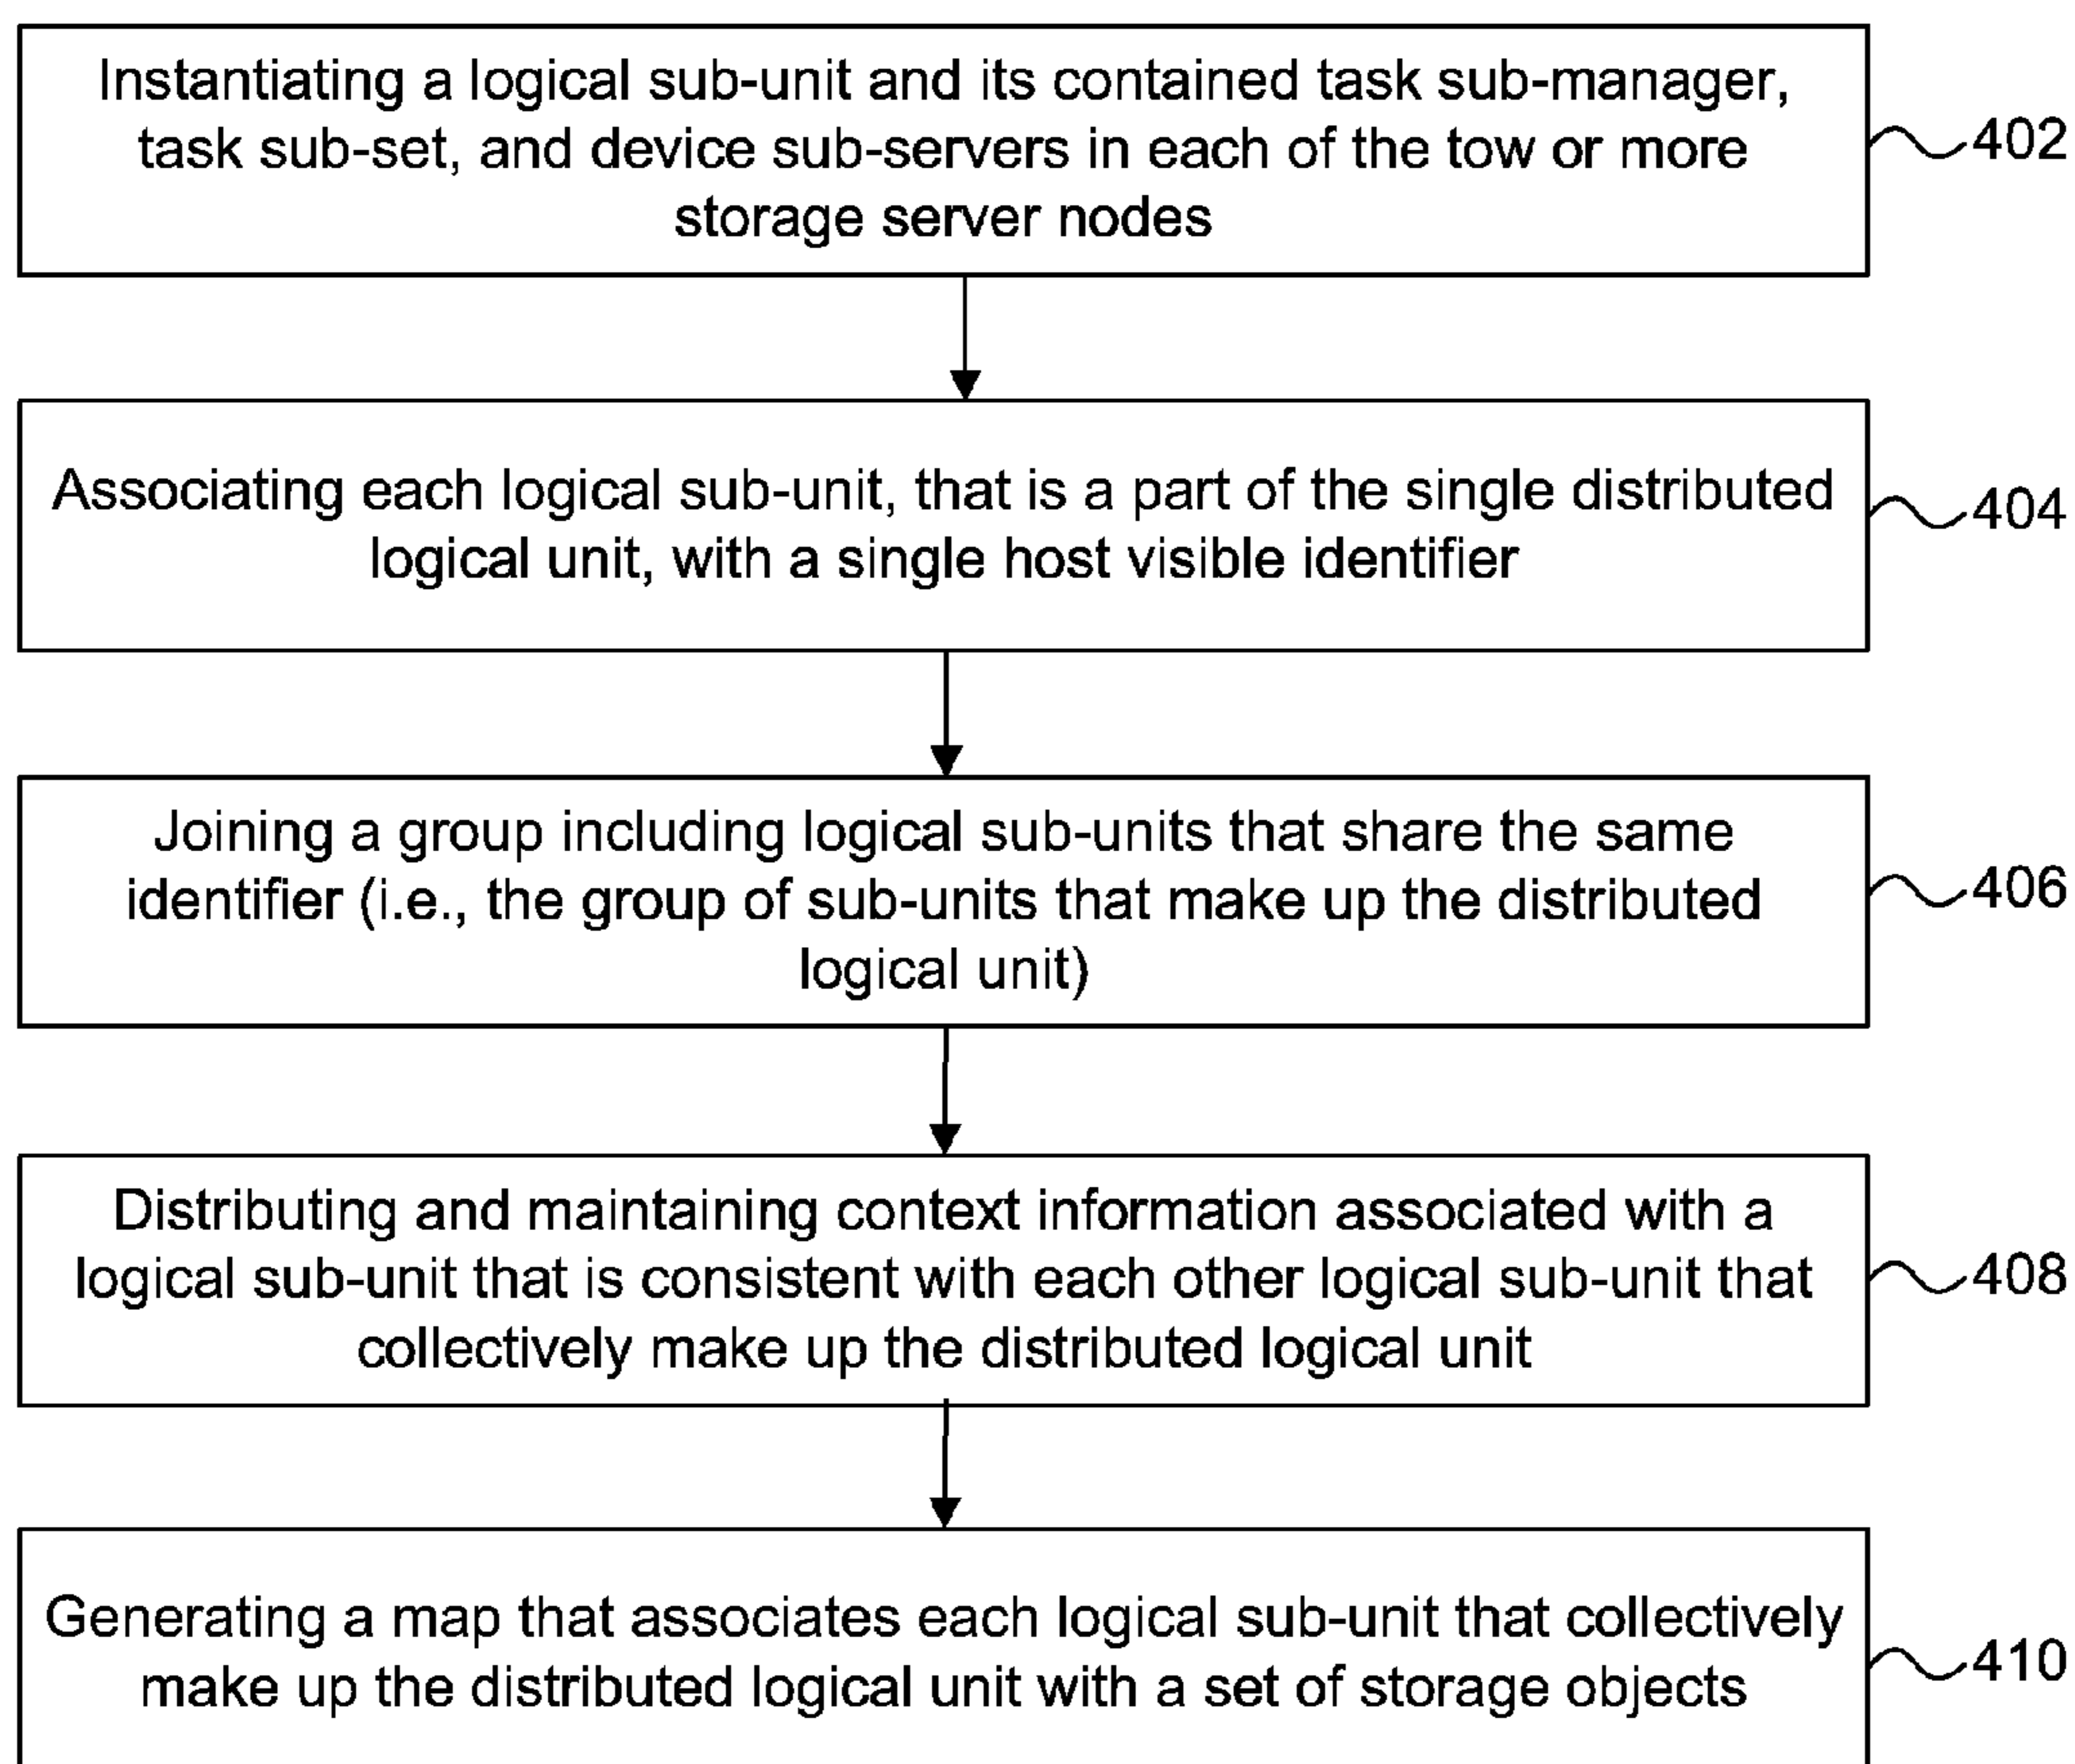 Instantiating a logical sub-unit and its contained task sub-manager,
task sub-set, and device sub-servers in each of the tow or more
storage server nodes
402
Associating each logical sub-unit, that is a part of the single distributed
logical unit, with a single host visible identifier
404
Joining a group including logical sub-units that share the same
identifier (i.e., the group of sub-units that make up the distributed
logical unit)
406
Distributing and maintaining context information associated with a
logical sub-unit that is consistent with each other logical sub-unit that
collectively make up the distributed logical unit
408
Generating a map that associates each logical sub-unit that collectively
make up the distributed logical unit with a set of storage objects
410